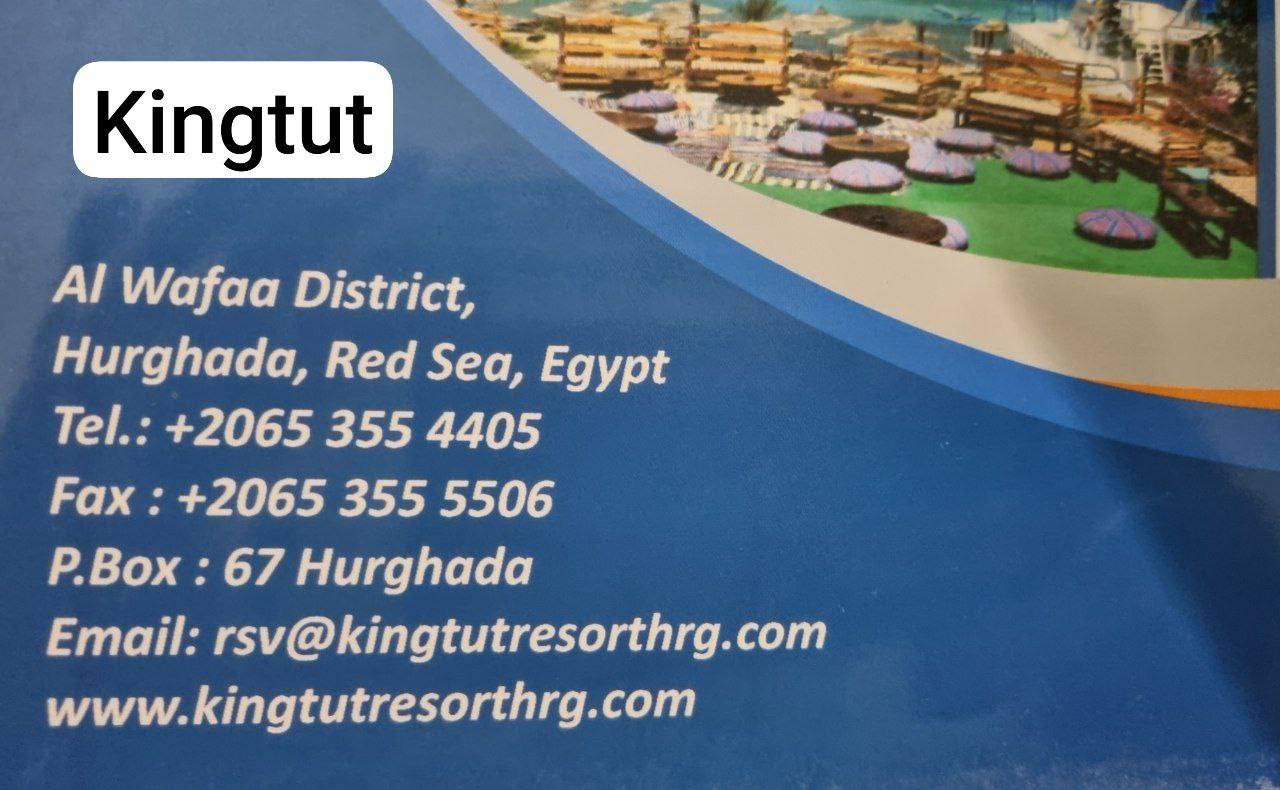 Kingtut
Al Wafaa District,
Hurghada, Red Sea, Egypt
Tel.: +2065 355 4405
Fax : +2065 355 5506
P.Box : 67 Hurghada
Email: rsv@kingtutresorthrg.com
www.kingtutresorthrg.com